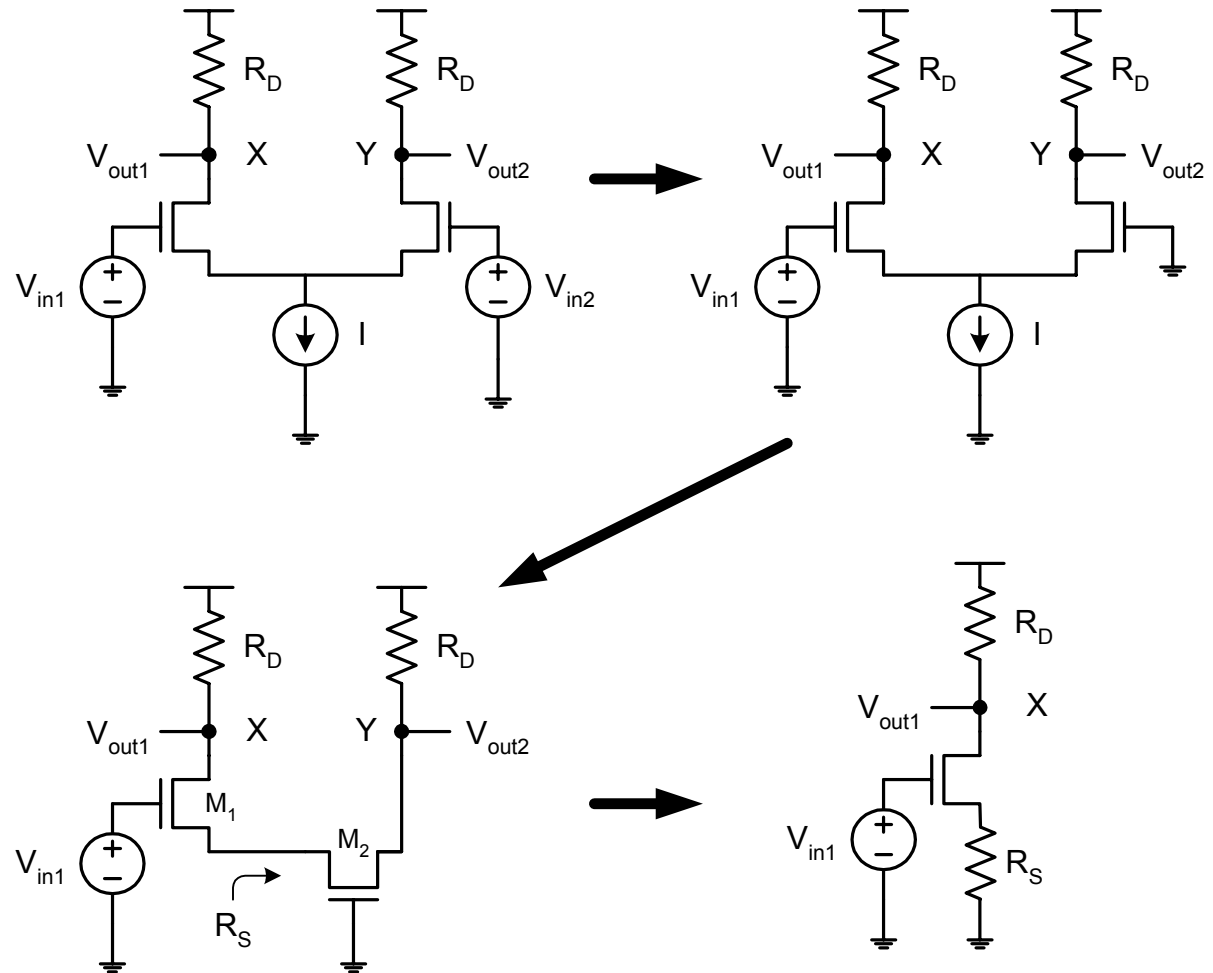 R_D
R_D
V_out1
X
Y
V_out2
V_in1
V_in2
I
R_D
R_D
V_out1
X
Y
V_out2
V_in1
I
R_D
R_D
V_out1
X
Y
V_out2
M_1
M_2
V_in1
R_S
R_D
V_out1
X
V_in1
R_S